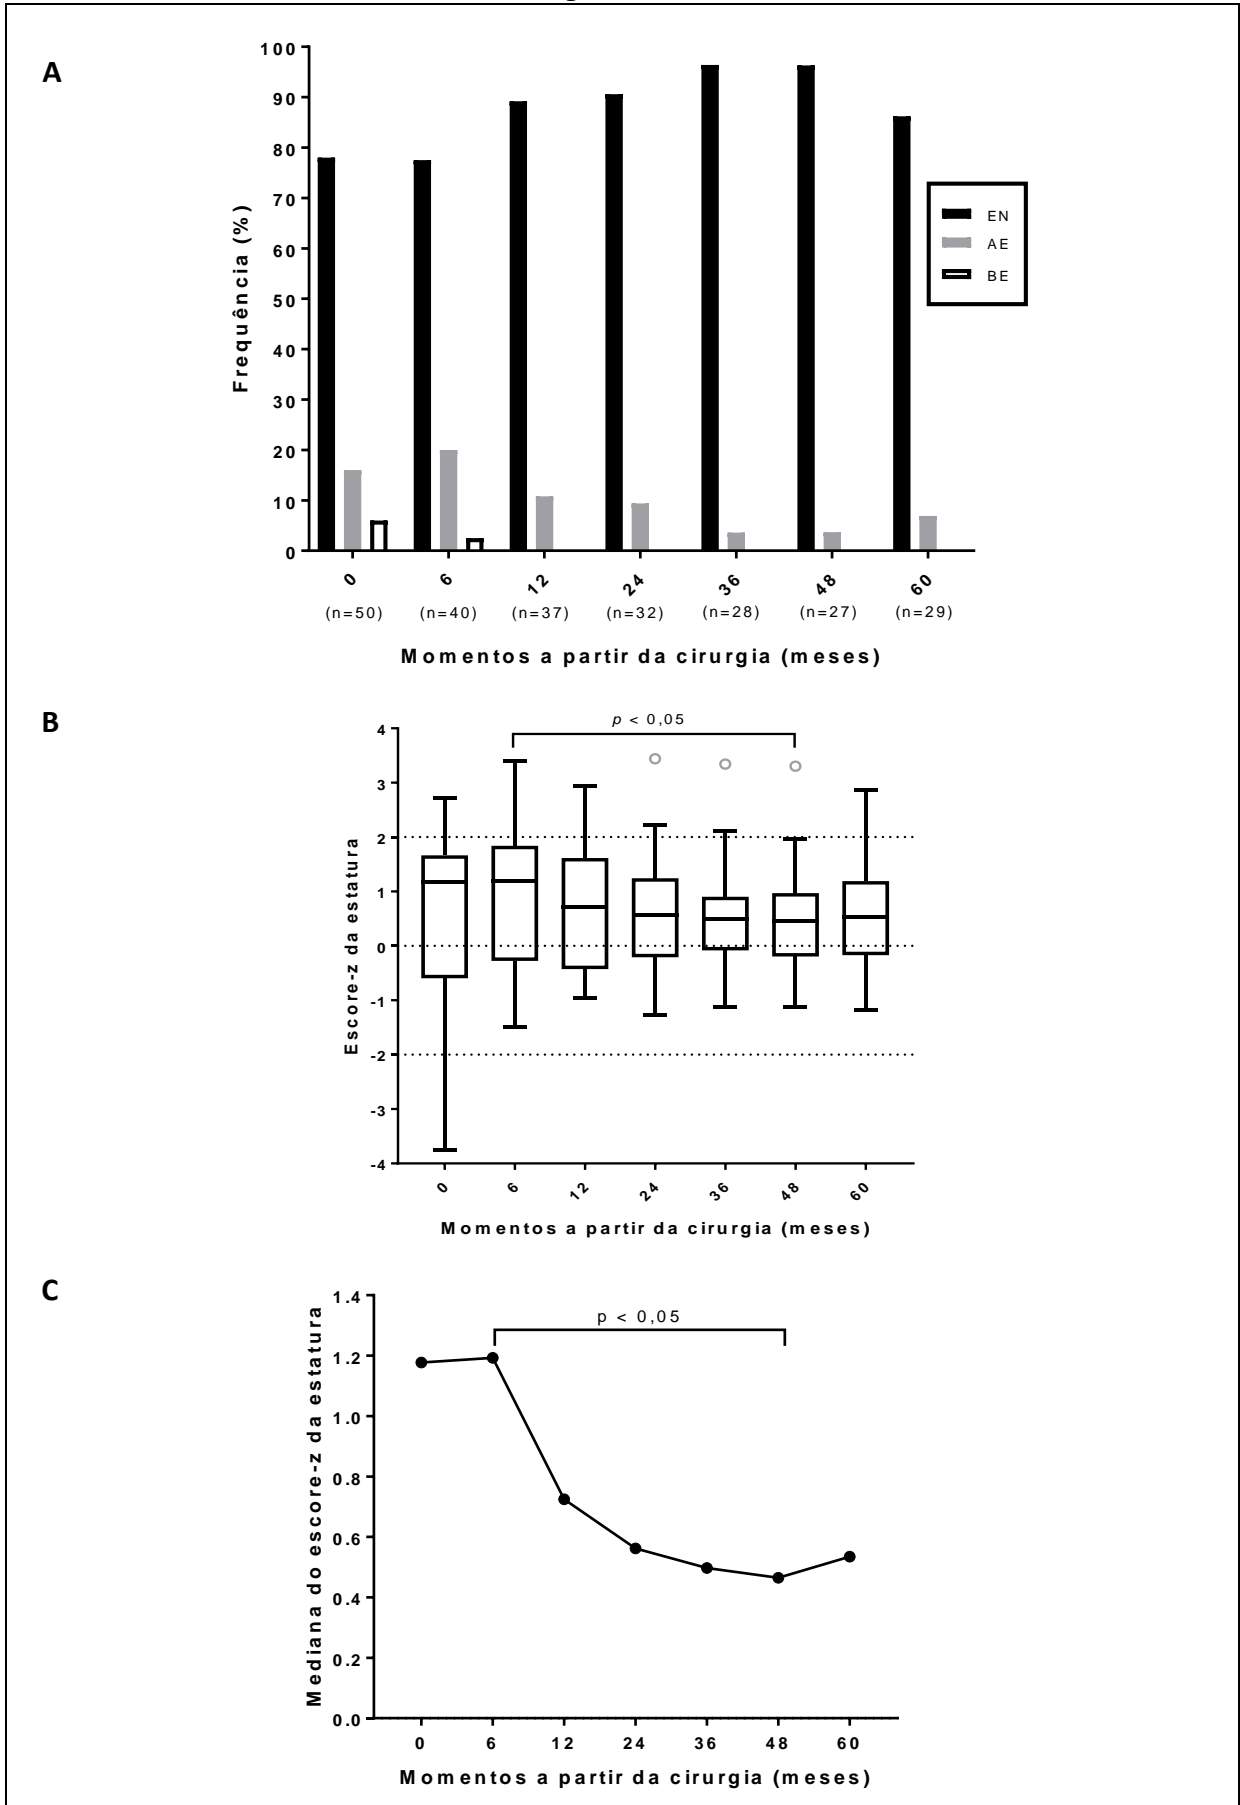 A
100
90
80
70
60
50
40
30
20
10
0
Frequência (%)
EN
AE
BE
0 6 12 24 36 48 60
(n=50) (n=40) (n=37) (n=32) (n=28) (n=27) (n=29)
Momentos a partir da cirurgia (meses)
B
p < 0,05
4
3
2
1
0
-1
-2
-3
-4
Escore-z da estatura
0 6 12 24 36 48 60
Momentos a partir da cirurgia (meses)
C
p < 0,05
1.4
1.2
1.0
0.8
0.6
0.4
0.2
0.0
Mediana do escore-z da estatura
0 6 12 24 36 48 60
Momentos a partir da cirurgia (meses)